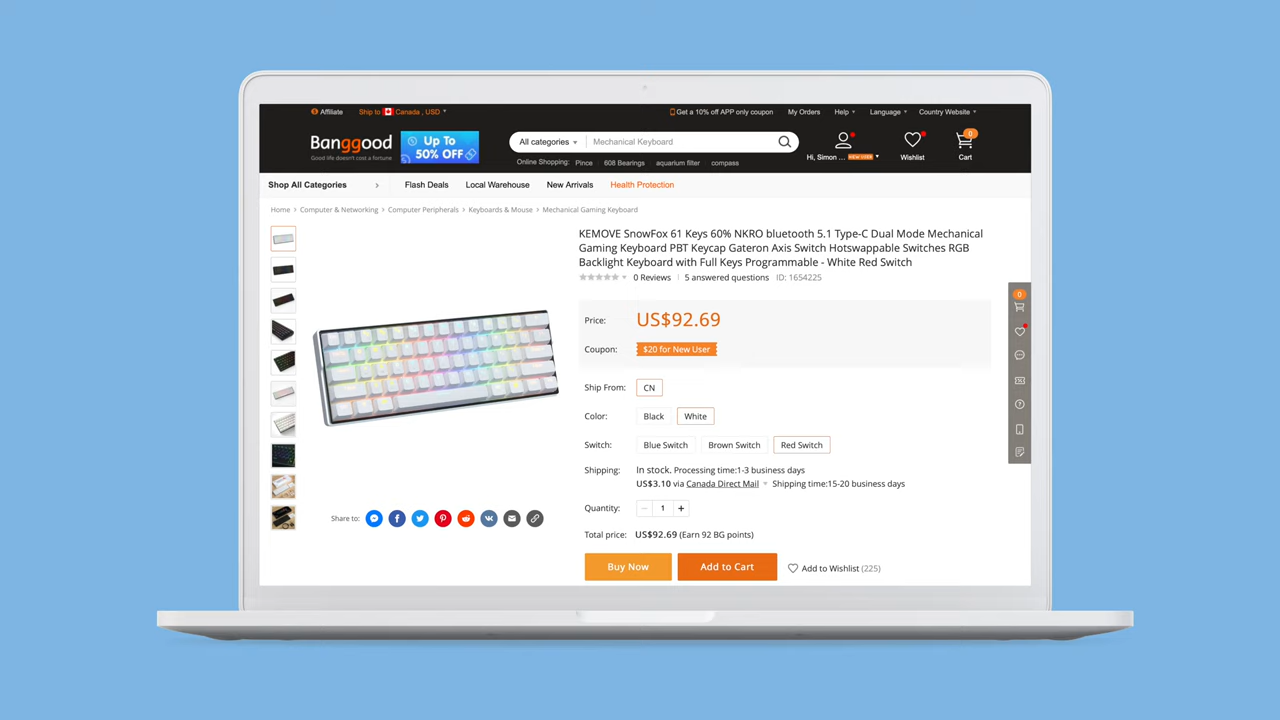 Affiliate
Ship to Canada , USD
Get a 10% off APP only coupon
My Orders
Help
Language
Country Website
Banggood
Good life doesn't cost a fortune
Up To
50% OFF
All categories
Mechanical Keyboard
Online Shopping:
Pince
608 Bearings
aquarium filter
compass
Hi, Simon ...
NEW USER
Wishlist
0
Cart
Shop All Categories
Flash Deals
Local Warehouse
New Arrivals
Health Protection
Home > Computer & Networking > Computer Peripherals > Keyboards & Mouse > Mechanical Gaming Keyboard
KEMOVE SnowFox 61 Keys 60% NKRO bluetooth 5.1 Type-C Dual Mode Mechanical
Gaming Keyboard PBT Keycap Gateron Axis Switch Hotswappable Switches RGB
Backlight Keyboard with Full Keys Programmable - White Red Switch
0 Reviews
5 answered questions
ID: 1654225
Price:
US$92.69
Coupon:
$20 for New User
Ship From:
CN
Color:
Black
White
Switch:
Blue Switch
Brown Switch
Red Switch
Shipping:
In stock. Processing time:1-3 business days
US$3.10 via Canada Direct Mail
Shipping time:15-20 business days
Quantity:
1
Total price:
US$92.69 (Earn 92 BG points)
Buy Now
Add to Cart
Add to Wishlist (225)
Share to:
0